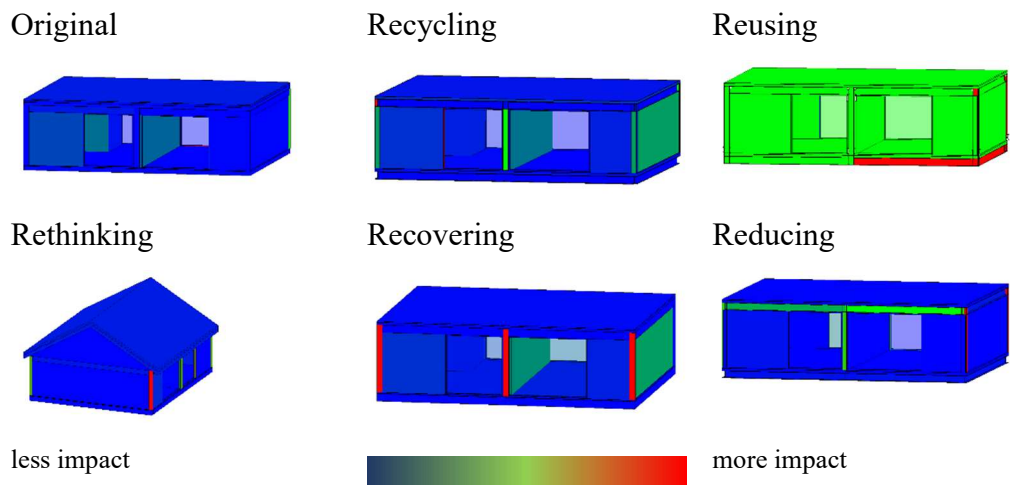 Original
Recycling
Reusing
Rethinking
Recovering
Reducing
less impact
more impact